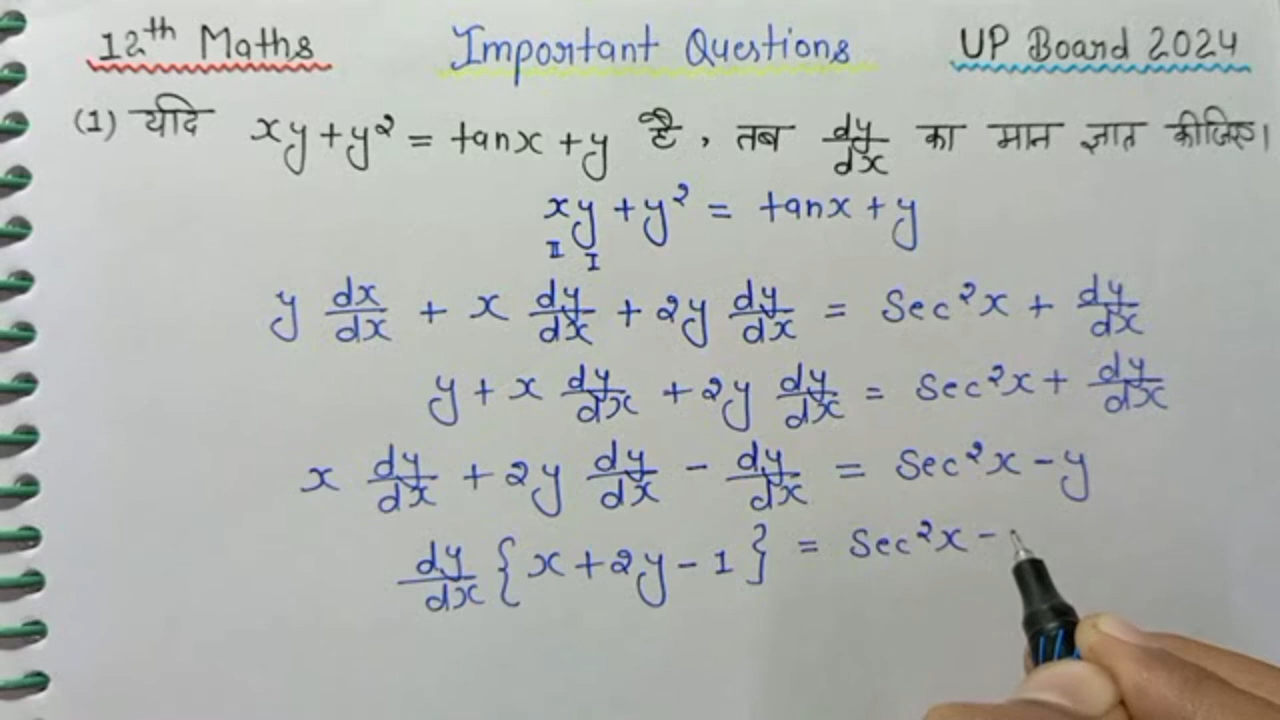 12th Maths Important Questions UP Board 2024
(1) यदि xy+y² = tanx+y है, तब dy/dx का मान ज्ञात कीजिए।
xy+y² = tanx+y
II I
y dx/dx + x dy/dx + 2y dy/dx = Sec²x + dy/dx
y + x dy/dx + 2y dy/dx = Sec²x + dy/dx
x dy/dx + 2y dy/dx - dy/dx = Sec²x - y
dy/dx {x+2y-1} = Sec²x -